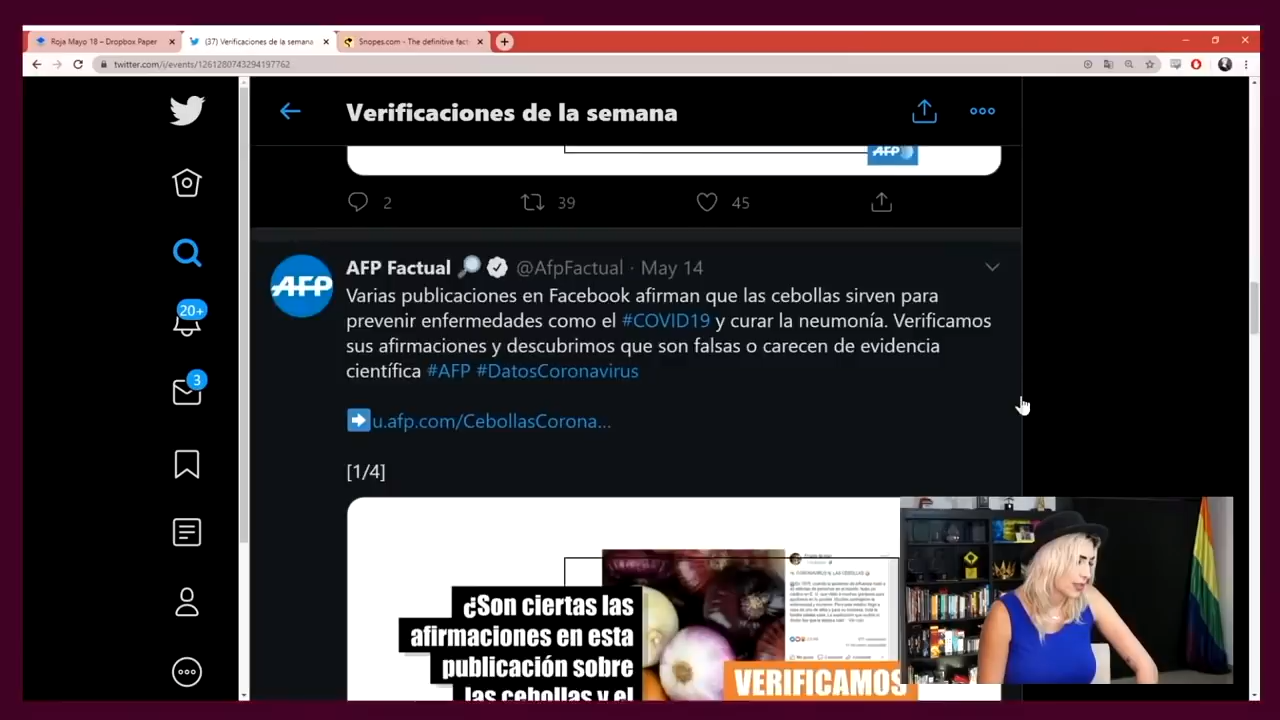 Roja Mayo 18 – Dropbox Paper
(37) Verificaciones de la semana
Snopes.com - The definitive fact
twitter.com/i/events/1261280743294197762
Verificaciones de la semana
AFP
2
39
45
20+
3
AFP
AFP Factual @AfpFactual · May 14
Varias publicaciones en Facebook afirman que las cebollas sirven para
prevenir enfermedades como el #COVID19 y curar la neumonía. Verificamos
sus afirmaciones y descubrimos que son falsas o carecen de evidencia
científica #AFP #DatosCoronavirus
u.afp.com/CebollasCorona...
[1/4]
¿Son ciertas las
afirmaciones en esta
publicación sobre
las cebollas y el
VERIFICAMOS